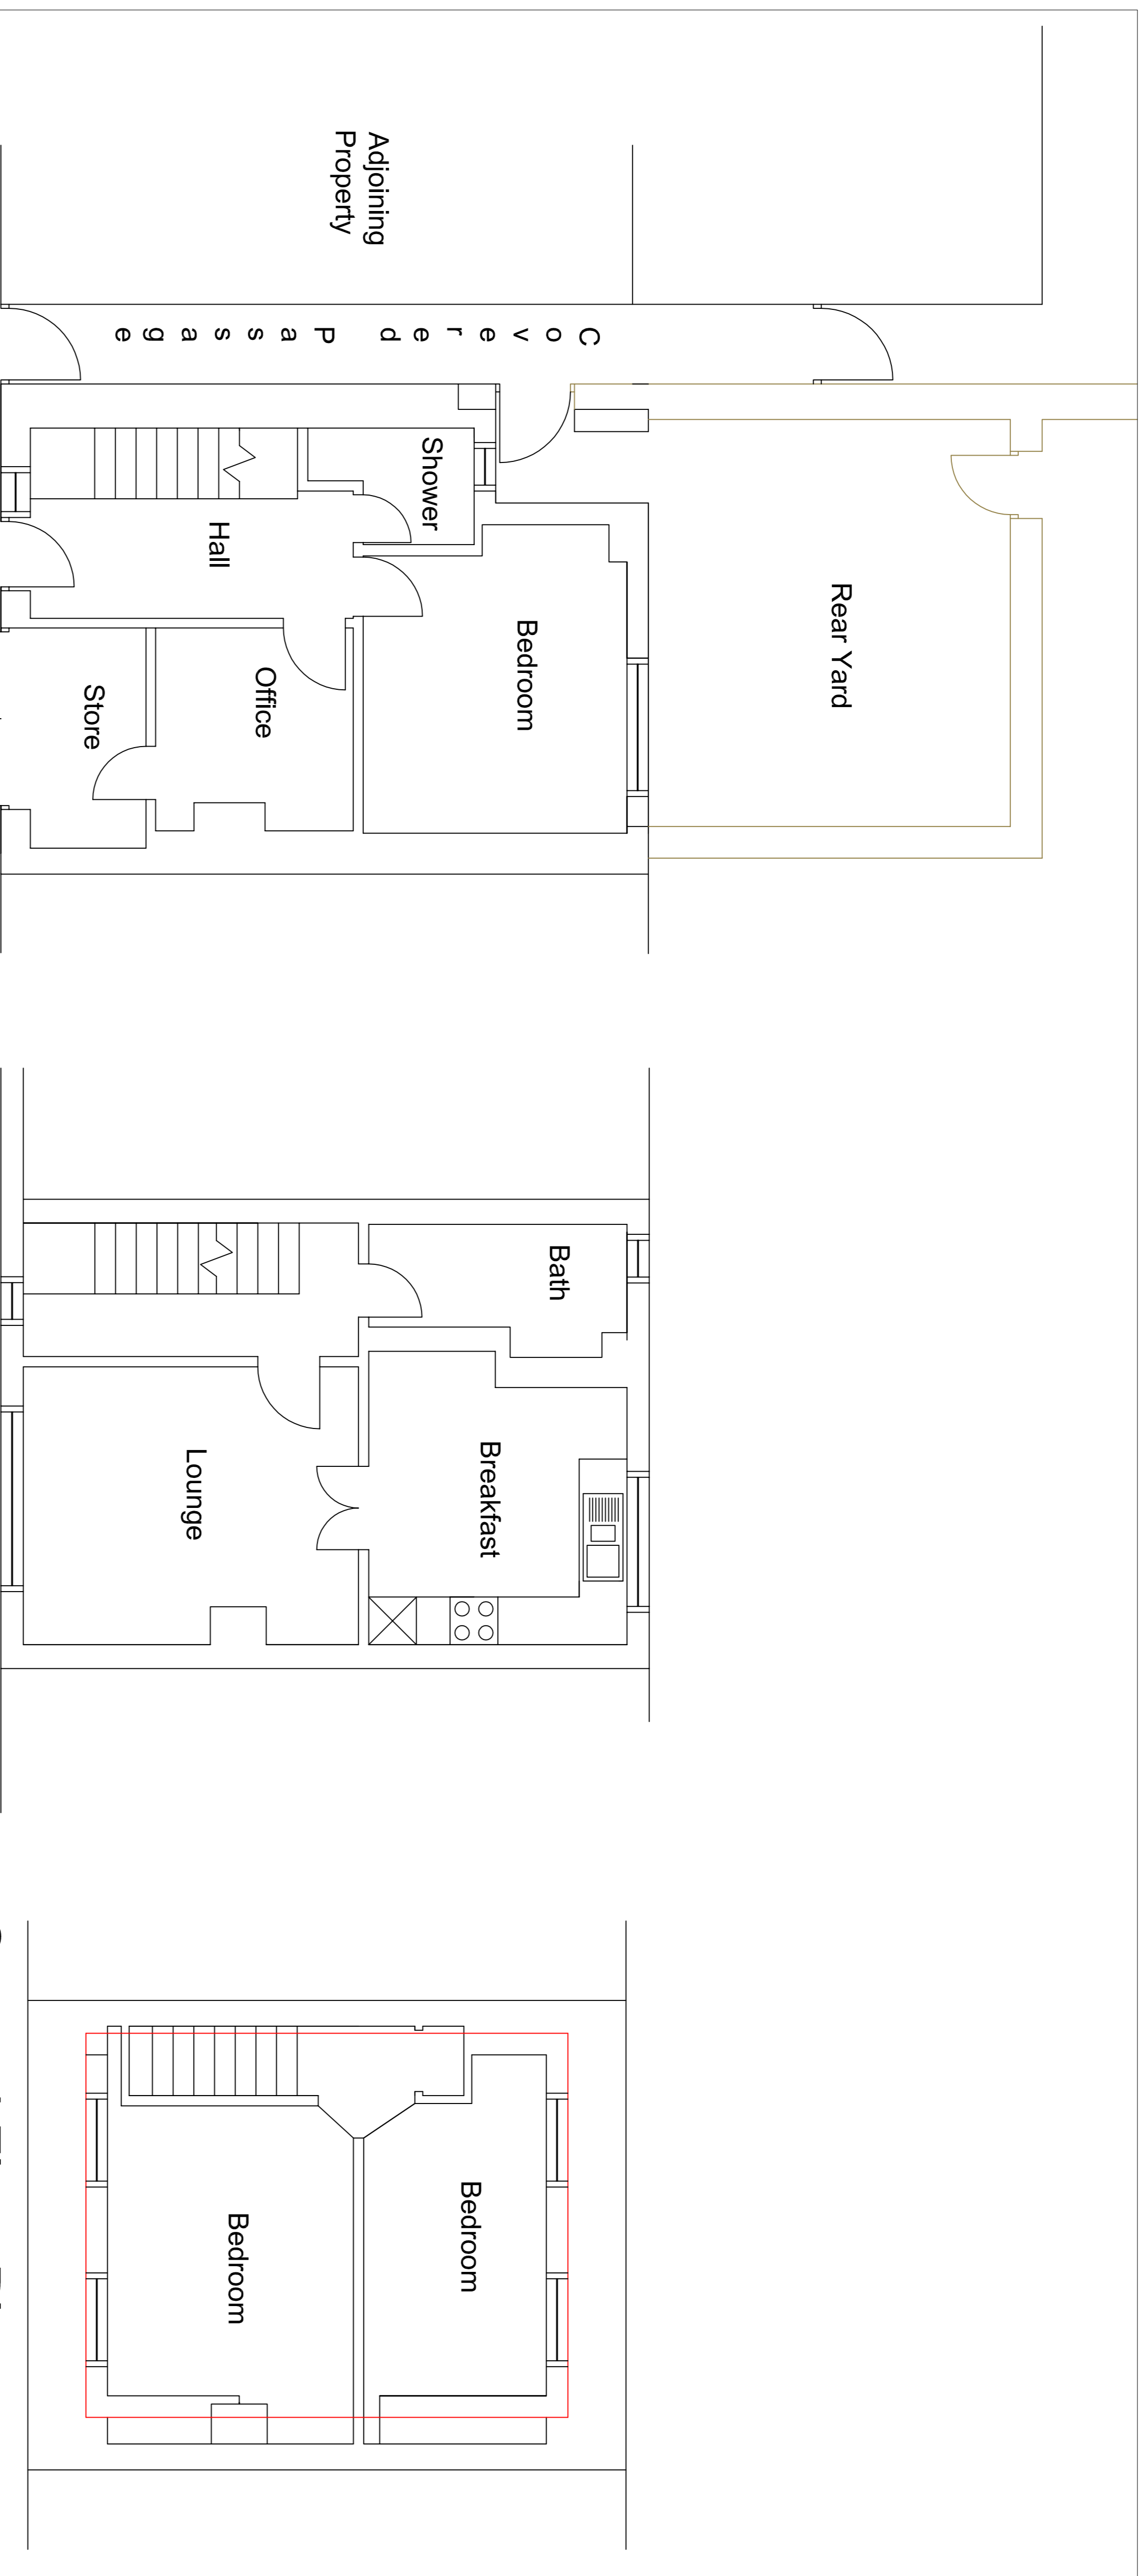 Adjoining
Property
Covered Passage
Rear Yard
Shower
Hall
Bedroom
Office
Store
Bath
Breakfast
Lounge
Bedroom
Bedroom